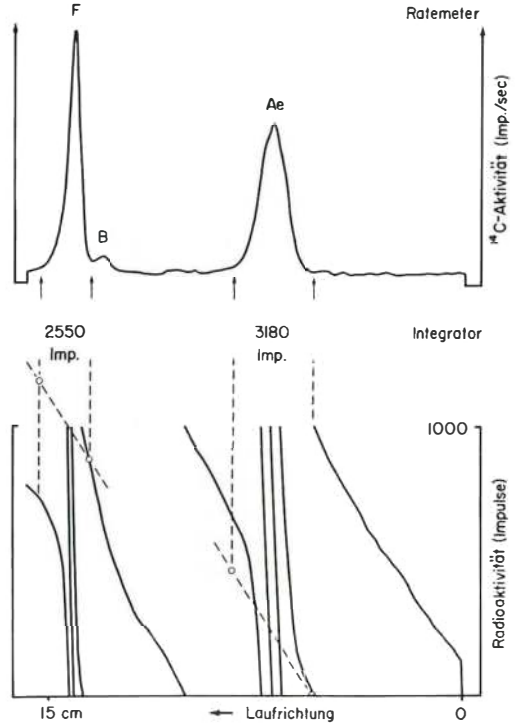 F
Ratemeter
Ae
B
¹⁴C-Aktivität (Imp./sec)
2550
Imp.
3180
Imp.
Integrator
1000
Radioaktivität (Impulse)
15 cm
← Laufrichtung
0